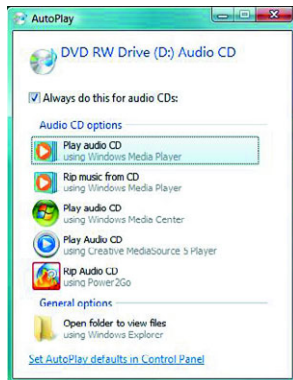 AutoPlay
DVD RW Drive (D:) Audio CD
Always do this for audio CDs:
Audio CD options
Play audio CD
using Windows Media Player
Rip music from CD
using Windows Media Player
Play audio CD
using Windows Media Center
Play Audio CD
using Creative MediaSource 5 Player
Rip Audio CD
using Power2Go
General options
Open folder to view files
using Windows Explorer
Set AutoPlay defaults in Control Panel